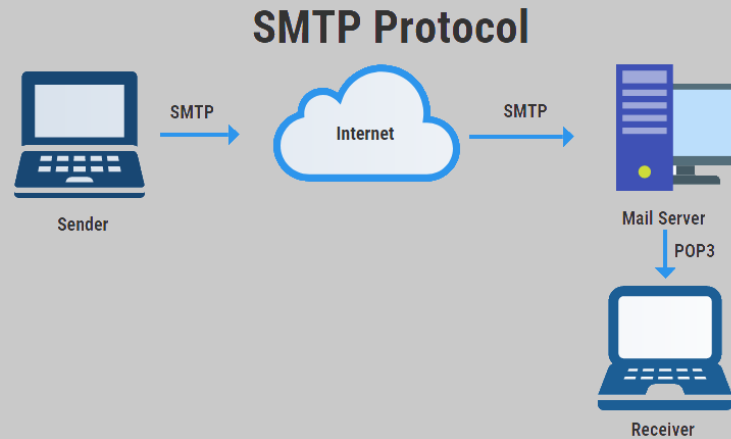 SMTP Protocol
SMTP
Internet
SMTP
Sender
Mail Server
POP3
Receiver